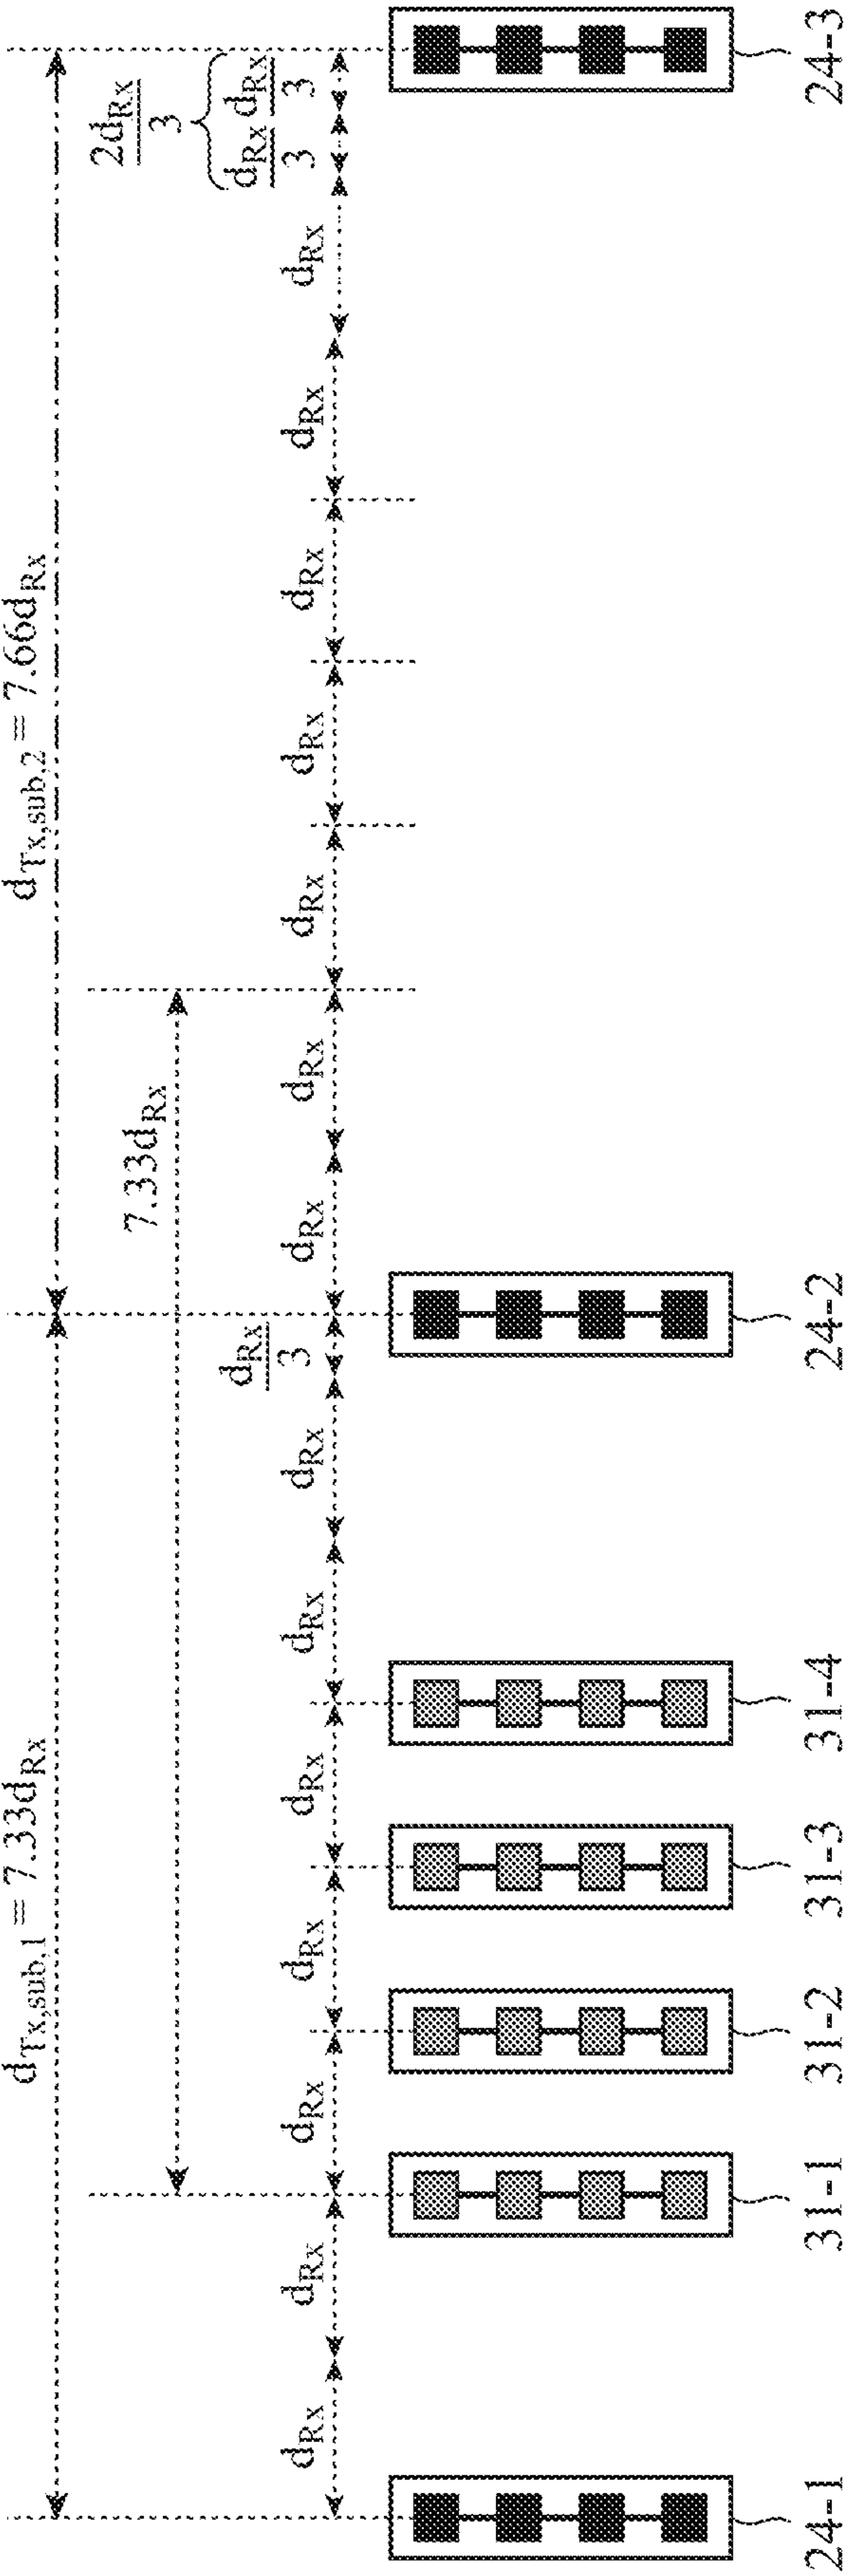 d_Tx,sub,1 = 7.33d_Rx
d_Tx,sub,2 = 7.66d_Rx
7.33d_Rx
2d_Rx/3
d_Rx
d_Rx
d_Rx
d_Rx
d_Rx
d_Rx
d_Rx
d_Rx/3
d_Rx
d_Rx
d_Rx
d_Rx
d_Rx
d_Rx
d_Rx
d_Rx/3
d_Rx/3
24-1
31-1
31-2
31-3
31-4
24-2
24-3